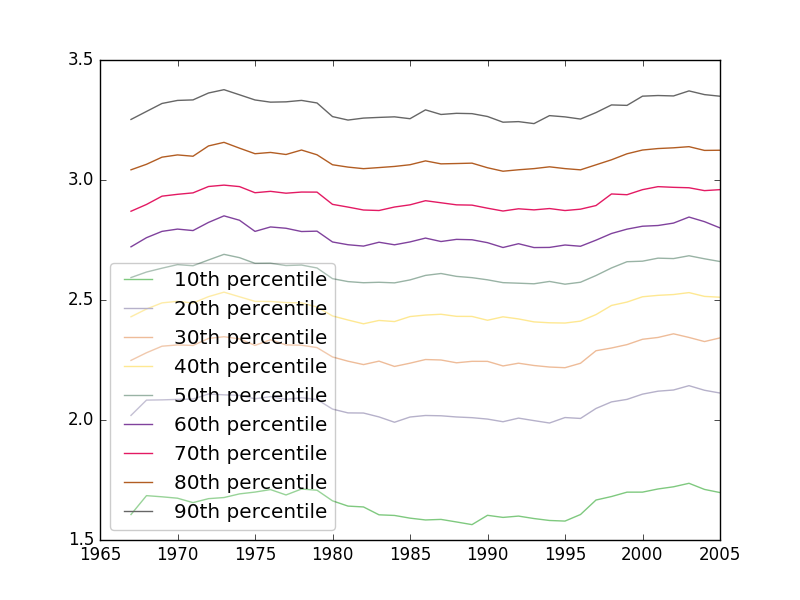 3.5
3.0
2.5
2.0
1.5
10th percentile
20th percentile
30th percentile
40th percentile
50th percentile
60th percentile
70th percentile
80th percentile
90th percentile
1965 1970 1975 1980 1985 1990 1995 2000 2005